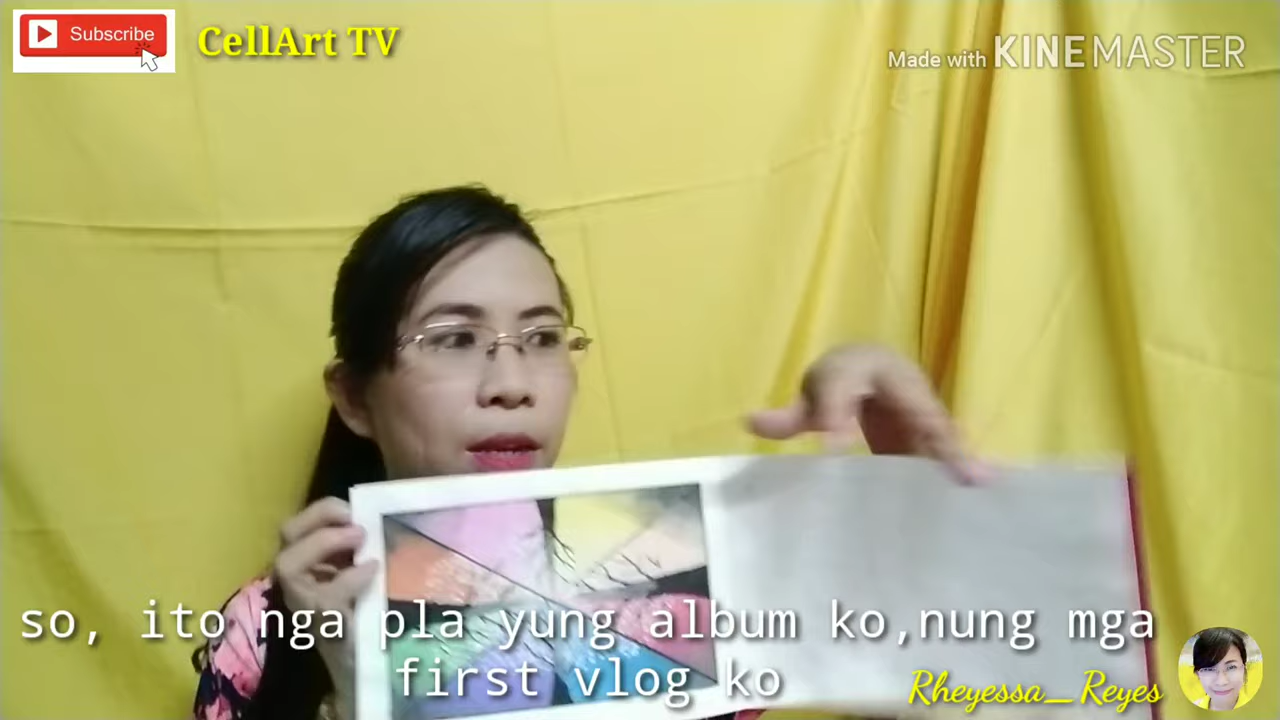 Subscribe
CellArt TV
Made with KINEMASTER
so, ito nga pla yung album ko,nung mga
first vlog ko
Rheyessa_Reyes